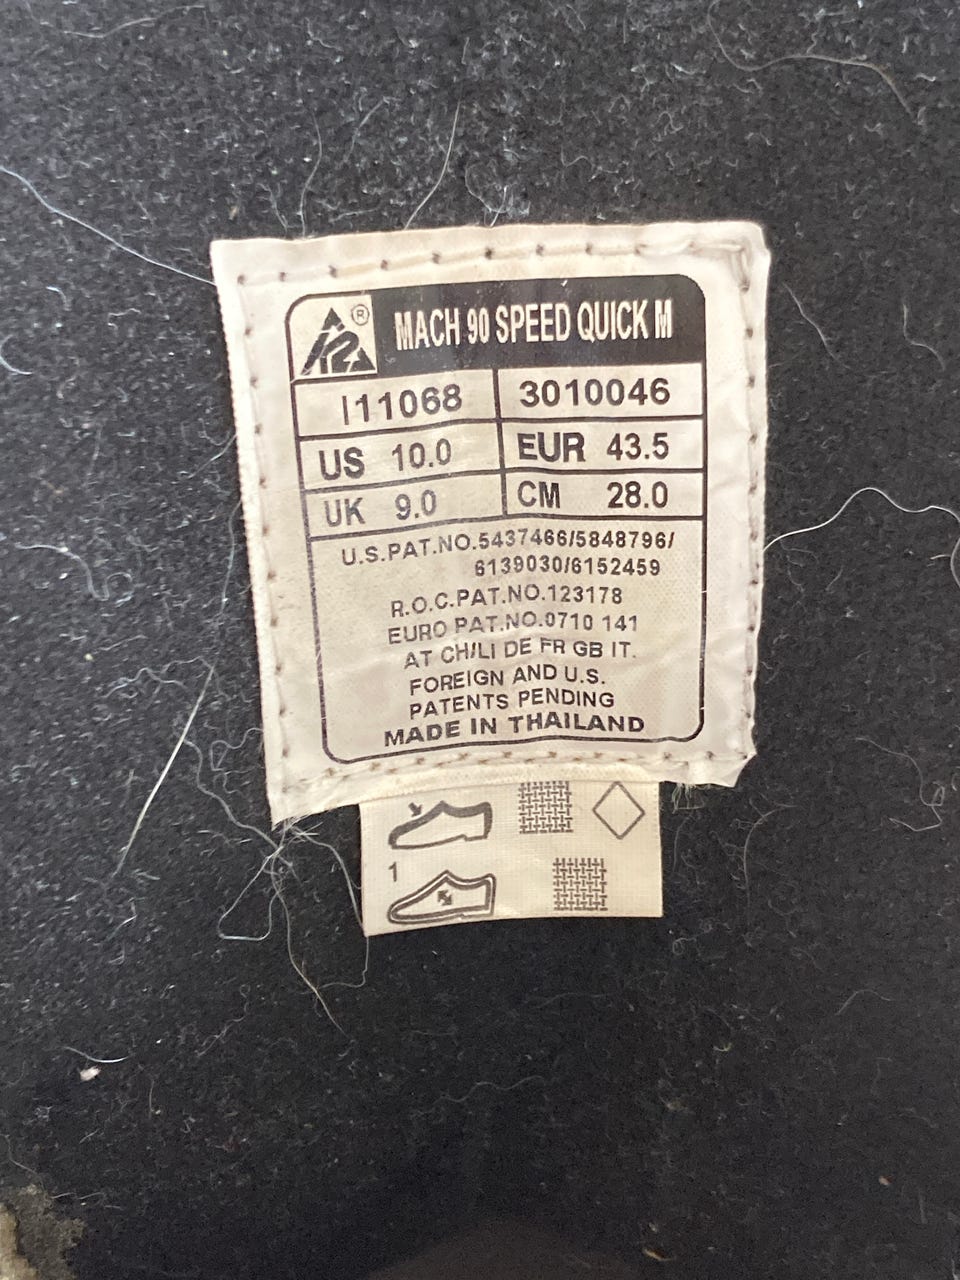 K2 ® MACH 90 SPEED QUICK M
I11068 3010046
US 10.0 EUR 43.5
UK 9.0 CM 28.0
U.S.PAT.NO.5437466/5848796/
6139030/6152459
R.O.C.PAT.NO.123178
EURO PAT.NO.0710 141
AT CH/LI DE FR GB IT.
FOREIGN AND U.S.
PATENTS PENDING
MADE IN THAILAND
1